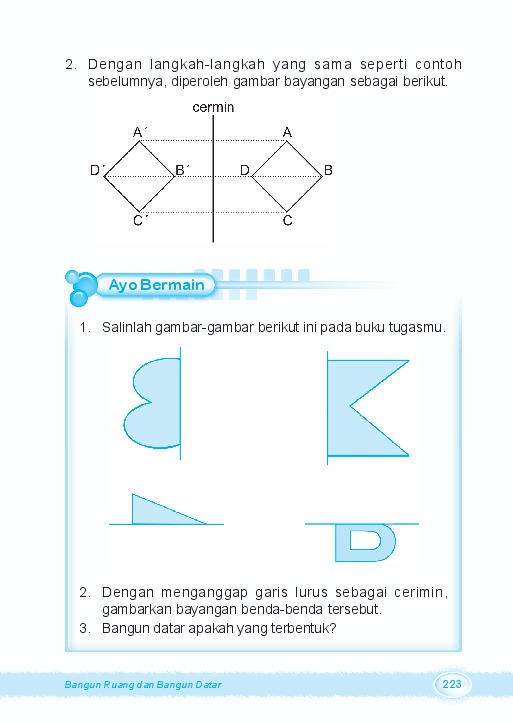 2. Dengan langkah-langkah yang sama seperti contoh
sebelumnya, diperoleh gambar bayangan sebagai berikut.
cermin
A´ A
D´ B´ D B
C´ C
Ayo Bermain
1. Salinlah gambar-gambar berikut ini pada buku tugasmu.
2. Dengan menganggap garis lurus sebagai cerimin,
gambarkan bayangan benda-benda tersebut.
3. Bangun datar apakah yang terbentuk?
Bangun Ruang dan Bangun Datar 223